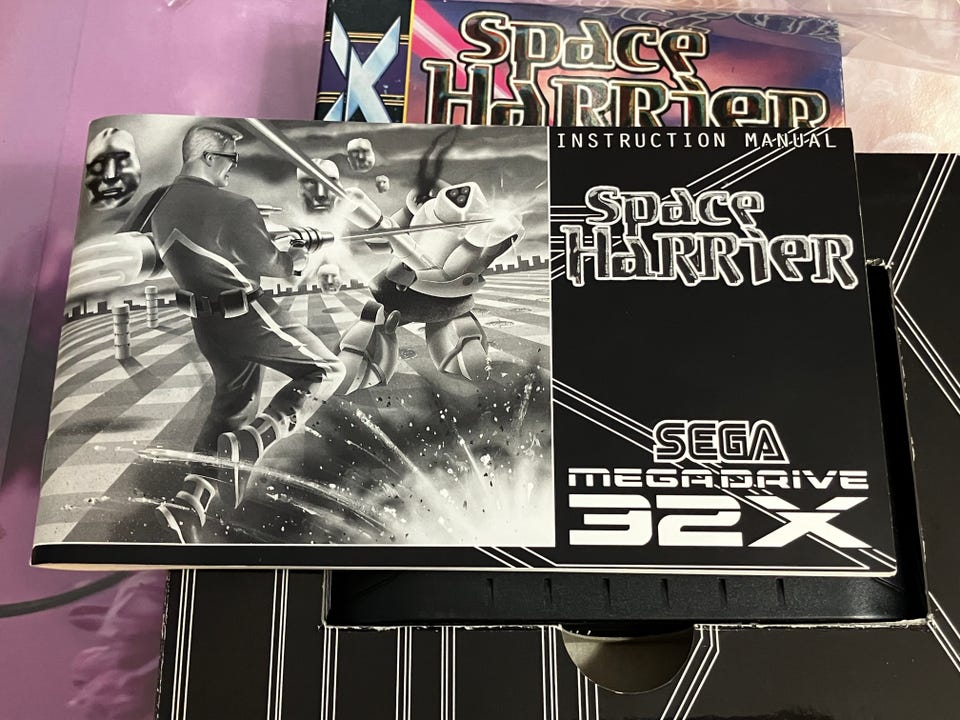 Space
Harrier
INSTRUCTION MANUAL
Space
Harrier
SEGA
MEGADRIVE
32X